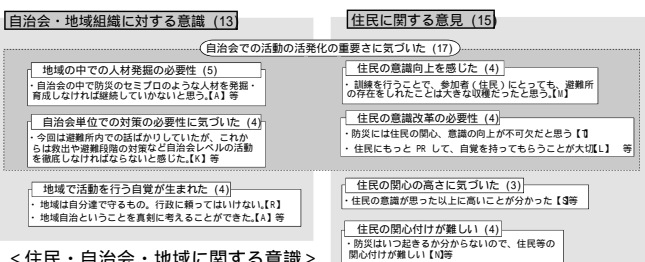 自治会・地域組織に対する意識 (13)
住民に関する意見 (15)
自治会での活動の活発化の重要さに気づいた (17)
地域の中での人材発掘の必要性 (5)
・自治会の中で防災のセミプロのような人材を発掘・
育成しなければ継続していかないと思う。【A】等
自治会単位での対策の必要性に気づいた (4)
・今回は避難所内での話ばかりしていたが、これか
らは救出や避難段階の対策など自治会レベルの活動
を徹底しなければならないと感じた。【K】等
地域で活動を行う自覚が生まれた (4)
・地域は自分達で守るもの。行政に頼ってはいけない。【R】
・地域自治ということを真剣に考えることができた。【A】等
住民の意識向上を感じた (4)
・訓練を行うことで、参加者（住民）にとっても、避難所
の存在をしれたことは大きな収穫だったと思う。【M】
住民の意識改革の必要性 (4)
・防災には住民の関心、意識の向上が不可欠だと思う【
・住民にもっと PR して、自覚を持ってもらうことが大切【L】 等
住民の関心の高さに気づいた (3)
・住民の意識が思った以上に高いことが分かった【S】等
住民の関心付けが難しい (4)
・防災はいつ起きるか分からないので、住民等の
関心付けが難しい【N】等
＜住民・自治会・地域に関する意識＞